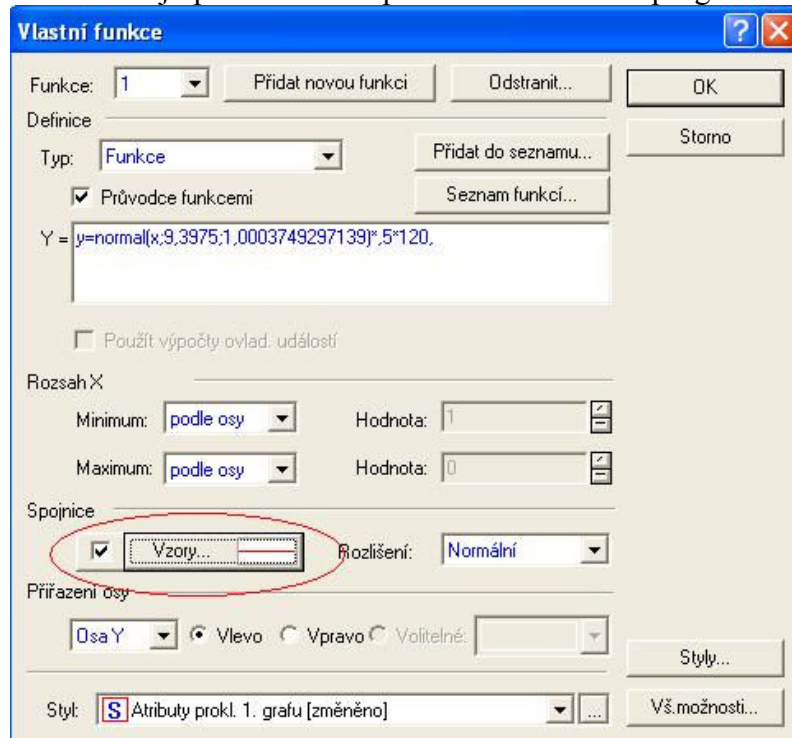 Vlastní funkce
Funkce: 1 Přidat novou funkci Odstranit... OK
Definice
Storno
Typ: Funkce Přidat do seznamu...
Průvodce funkcemi Seznam funkcí...
Y = y=normal(x;9,3975;1,0003749297139)*,5*120,
Použít výpočty ovlad. událostí
Rozsah X
Minimum: podle osy Hodnota: 1
Maximum: podle osy Hodnota: 0
Spojnice
Vzory... Rozlišení: Normální
Přiřazení osy
Osa Y Vlevo Vpravo Volitelné:
Styly...
Styl: S Atributy prokl. 1. grafu [změněno] ... Vš.možnosti...